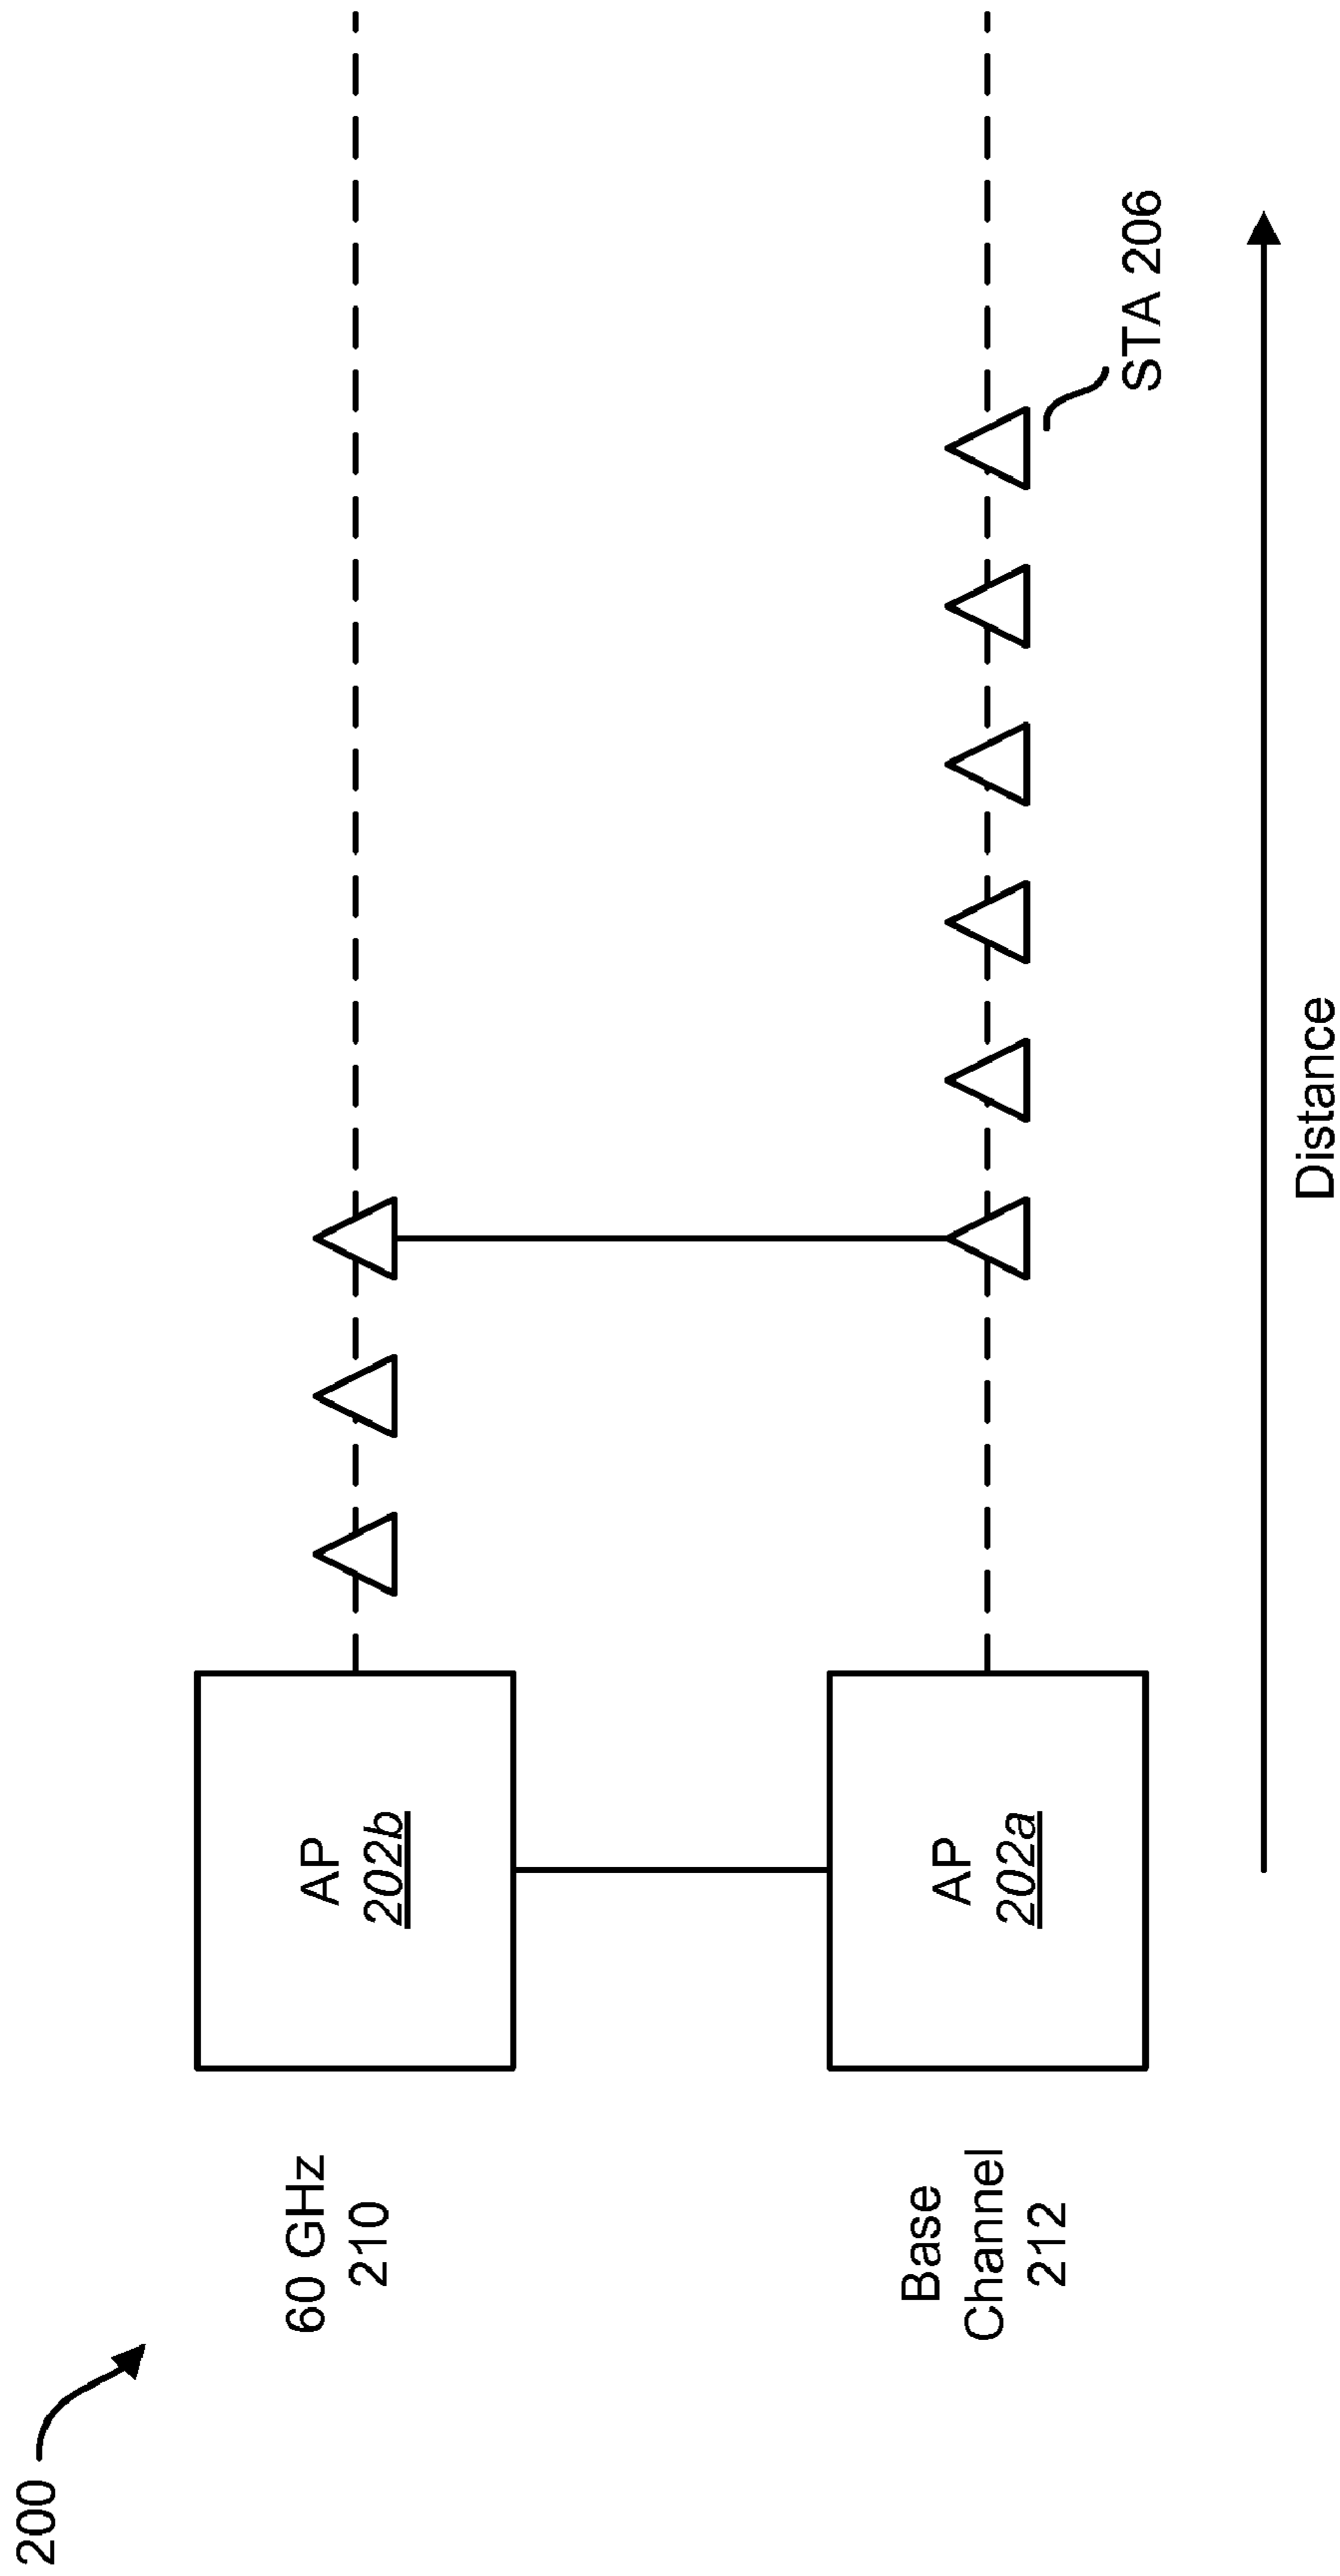 200
60 GHz
210
AP
202b
Base
Channel
212
AP
202a
STA 206
Distance